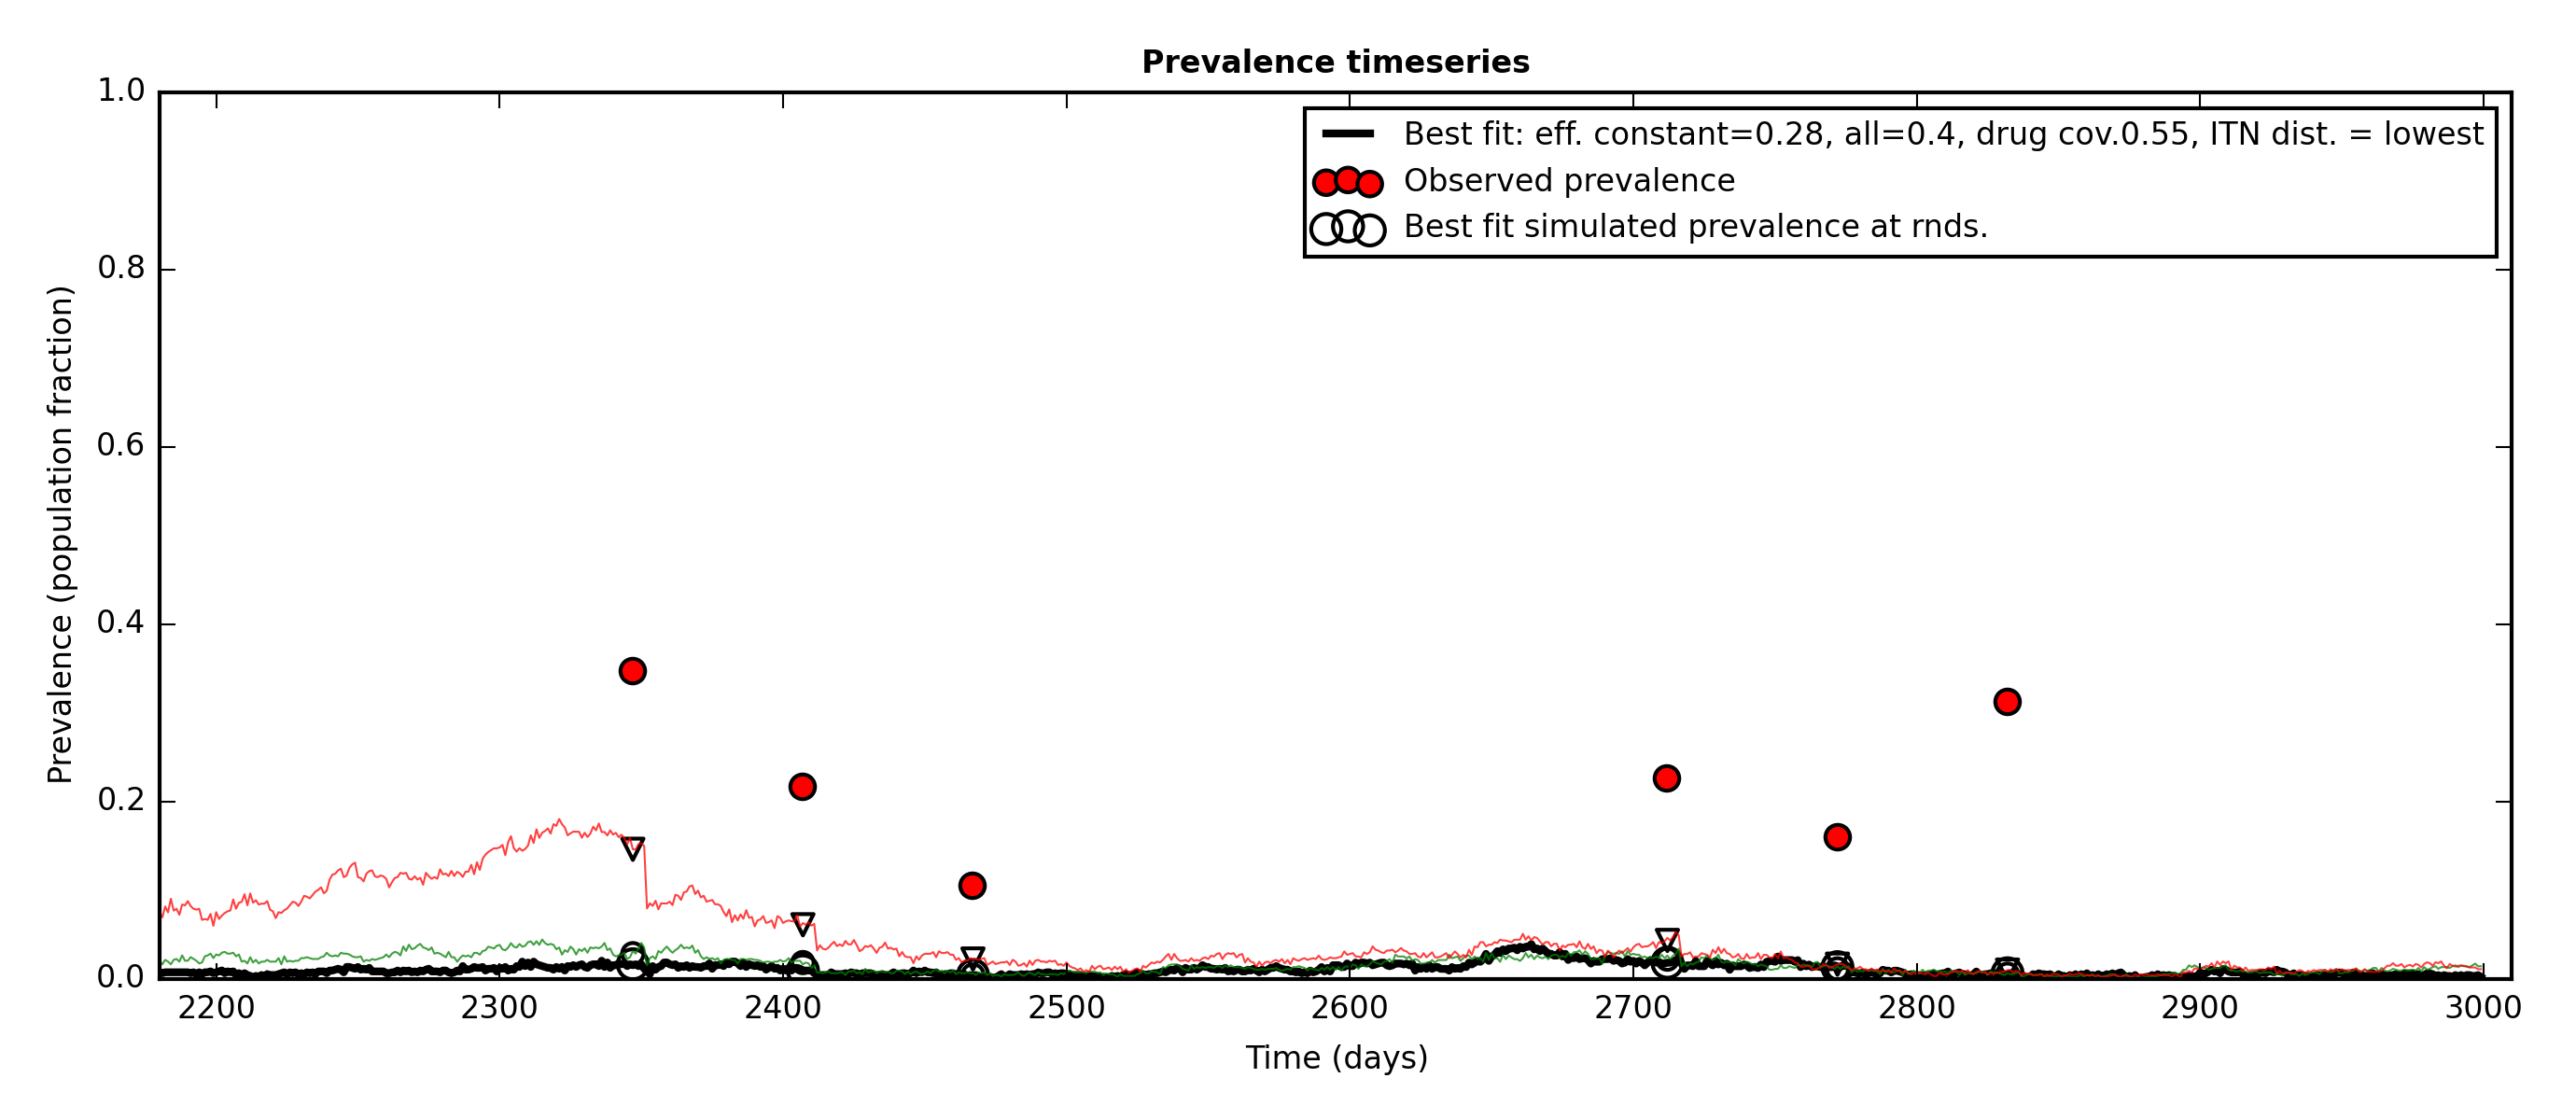 Prevalence timeseries
Best fit: eff. constant=0.28, all=0.4, drug cov.0.55, ITN dist. = lowest
Observed prevalence
Best fit simulated prevalence at rnds.
Prevalence (population fraction)
1.0
0.8
0.6
0.4
0.2
0.0
2200 2300 2400 2500 2600 2700 2800 2900 3000
Time (days)